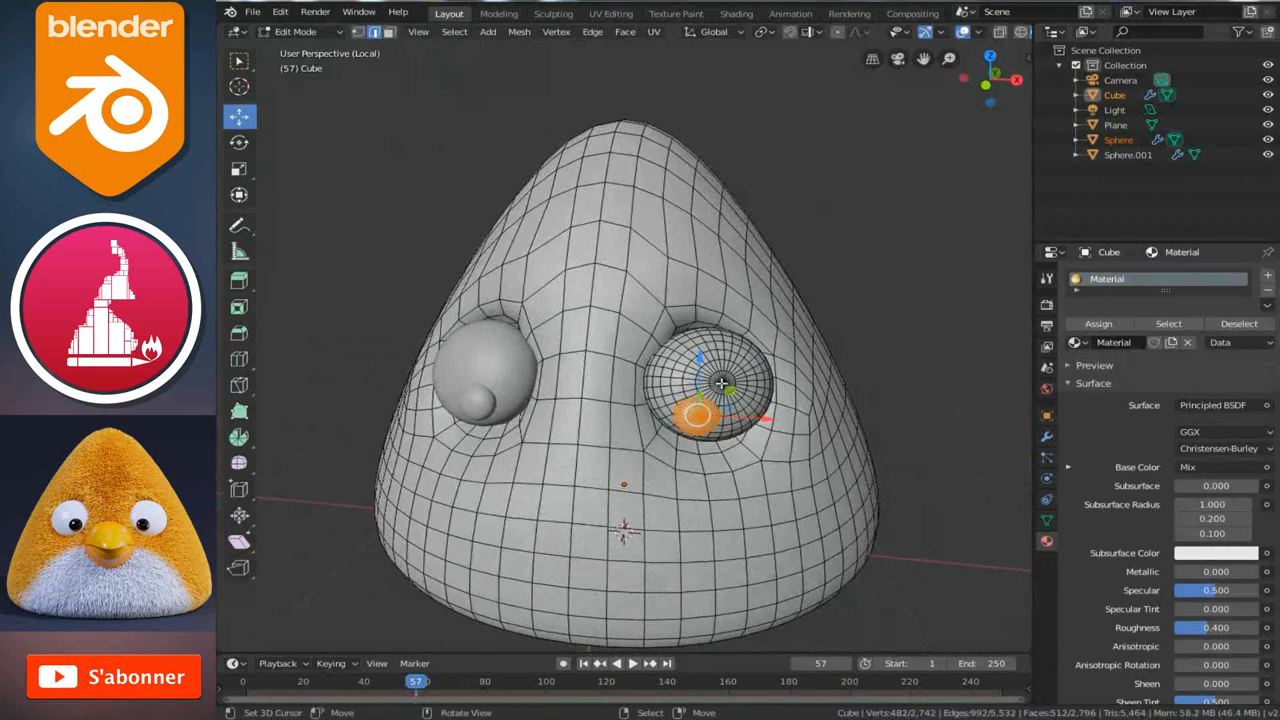 blender
S'abonner
File Edit Render Window Help
Layout Modeling Sculpting UV Editing Texture Paint Shading Animation Rendering Compositing
Scene
View Layer
Edit Mode
View Select Add Mesh Vertex Edge Face UV
Global
User Perspective (Local)
(57) Cube
Z
X
Scene Collection
Collection
Camera
Cube
Light
Plane
Sphere
Sphere.001
Cube Material
Material
Assign Select Deselect
Material Data
Preview
Surface
Surface Principled BSDF
GGX
Christensen-Burley
Base Color Mix
Subsurface 0.000
Subsurface Radius 1.000
0.200
0.100
Subsurface Color
Metallic 0.000
Specular 0.500
Specular Tint 0.000
Roughness 0.400
Anisotropic 0.000
Anisotropic Rotation 0.000
Sheen 0.000
Sheen Tint 0.500
Playback Keying View Marker
57 Start: 1 End: 250
0 20 40 57 80 100 120 140 160 180 200 220 240
Set 3D Cursor Move Rotate View Select Move
Cube | Verts:482/2,742 | Edges:992/5,532 | Faces:512/2,796 | Tris:5,464 | Mem: 58.2 MB (46.4 MB) | v2